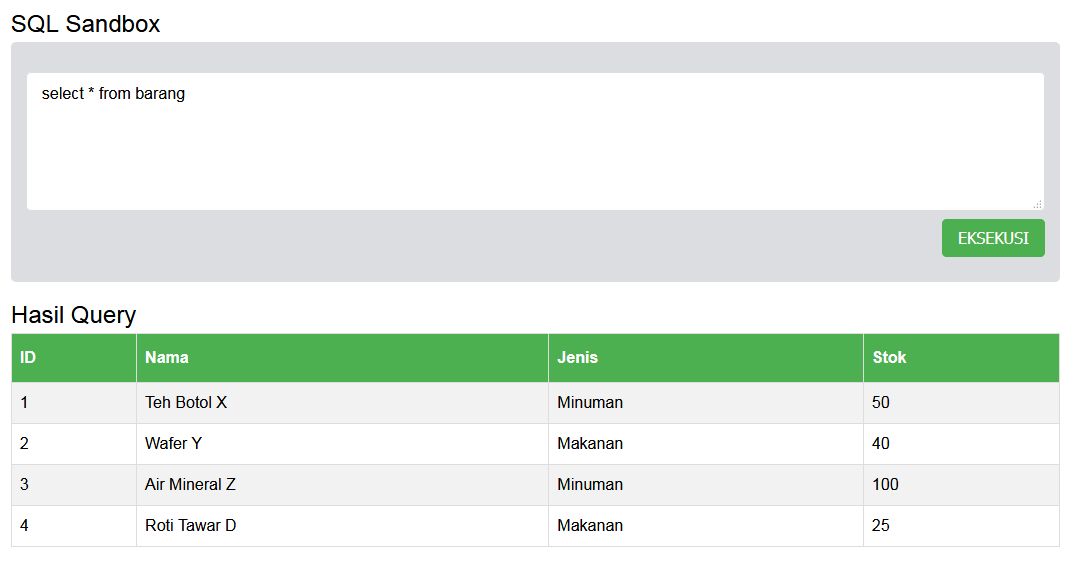 SQL Sandbox
select * from barang
EKSEKUSI
Hasil Query
ID Nama Jenis Stok
1 Teh Botol X Minuman 50
2 Wafer Y Makanan 40
3 Air Mineral Z Minuman 100
4 Roti Tawar D Makanan 25